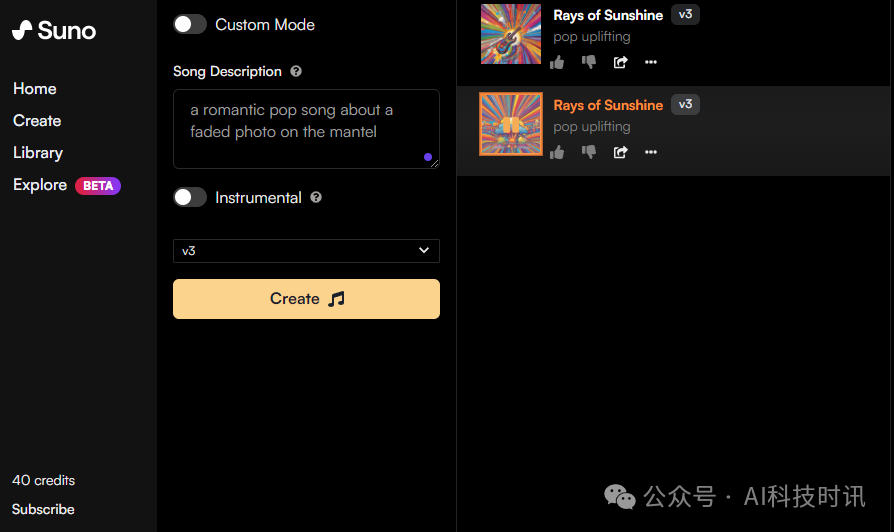 Suno
Home
Create
Library
Explore BETA
40 credits
Subscribe
Custom Mode
Song Description
a romantic pop song about a
faded photo on the mantel
Instrumental
v3
Create
Rays of Sunshine v3
pop uplifting
Rays of Sunshine v3
pop uplifting
公众号 · AI科技时讯